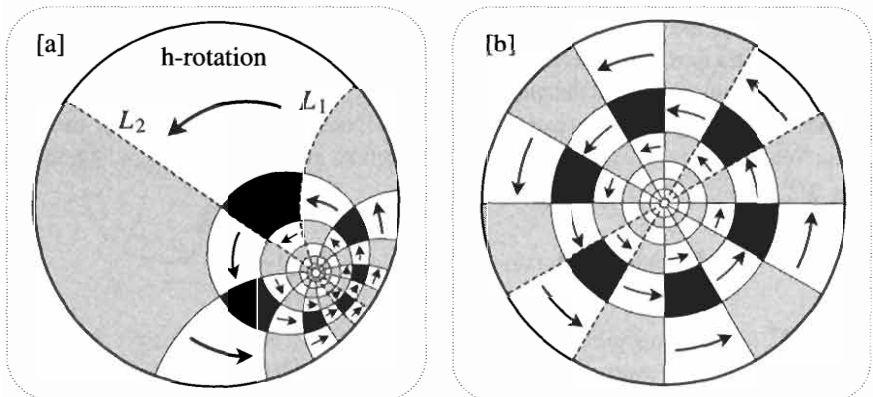 [a]
h-rotation
L₁
L₂
[b]